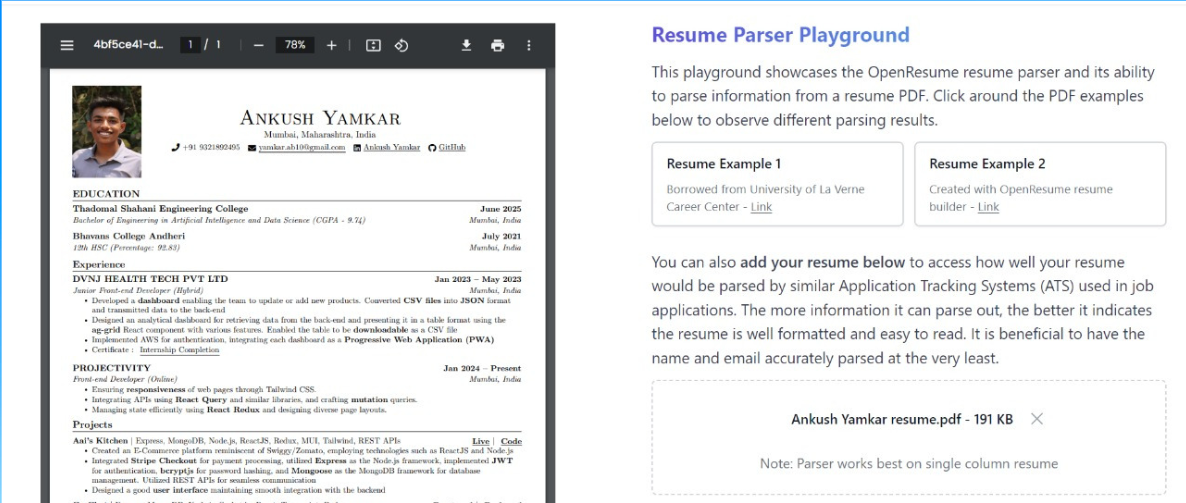 4bf5ce41-d... 1 / 1 78%
ANKUSH YAMKAR
Mumbai, Maharashtra, India
+91 9321892495 yamkar.ab10@gmail.com Ankush Yamkar GitHub
EDUCATION
Thadomal Shahani Engineering College June 2025
Bachelor of Engineering in Artificial Intelligence and Data Science (CGPA - 9.74) Mumbai, India
Bhavans College Andheri July 2021
12th HSC (Percentage: 92.83) Mumbai, India
Experience
DVNJ HEALTH TECH PVT LTD Jan 2023 – May 2023
Junior Front-end Developer (Hybrid) Mumbai, India
• Developed a dashboard enabling the team to update or add new products. Converted CSV files into JSON format
and transmitted data to the back-end
• Designed an analytical dashboard for retrieving data from the back-end and presenting it in a table format using the
ag-grid React component with various features. Enabled the table to be downloadable as a CSV file
• Implemented AWS for authentication, integrating each dashboard as a Progressive Web Application (PWA)
• Certificate : Internship Completion
PROJECTIVITY Jan 2024 – Present
Front-end Developer (Online) Mumbai, India
• Ensuring responsiveness of web pages through Tailwind CSS.
• Integrating APIs using React Query and similar libraries, and crafting mutation queries.
• Managing state efficiently using React Redux and designing diverse page layouts.
Projects
Aai's Kitchen | Express, MongoDB, Node.js, ReactJS, Redux, MUI, Tailwind, REST APIs Live | Code
• Created an E-Commerce platform reminiscent of Swiggy/Zomato, employing technologies such as ReactJS and Node.js
• Integrated Stripe Checkout for payment processing, utilized Express as the Node.js framework, implemented JWT
for authentication, bcryptjs for password hashing, and Mongoose as the MongoDB framework for database
management. Utilized REST APIs for seamless communication
• Designed a good user interface maintaining smooth integration with the backend
Resume Parser Playground
This playground showcases the OpenResume resume parser and its ability
to parse information from a resume PDF. Click around the PDF examples
below to observe different parsing results.
Resume Example 1
Borrowed from University of La Verne
Career Center - Link
Resume Example 2
Created with OpenResume resume
builder - Link
You can also add your resume below to access how well your resume
would be parsed by similar Application Tracking Systems (ATS) used in job
applications. The more information it can parse out, the better it indicates
the resume is well formatted and easy to read. It is beneficial to have the
name and email accurately parsed at the very least.
Ankush Yamkar resume.pdf - 191 KB
Note: Parser works best on single column resume